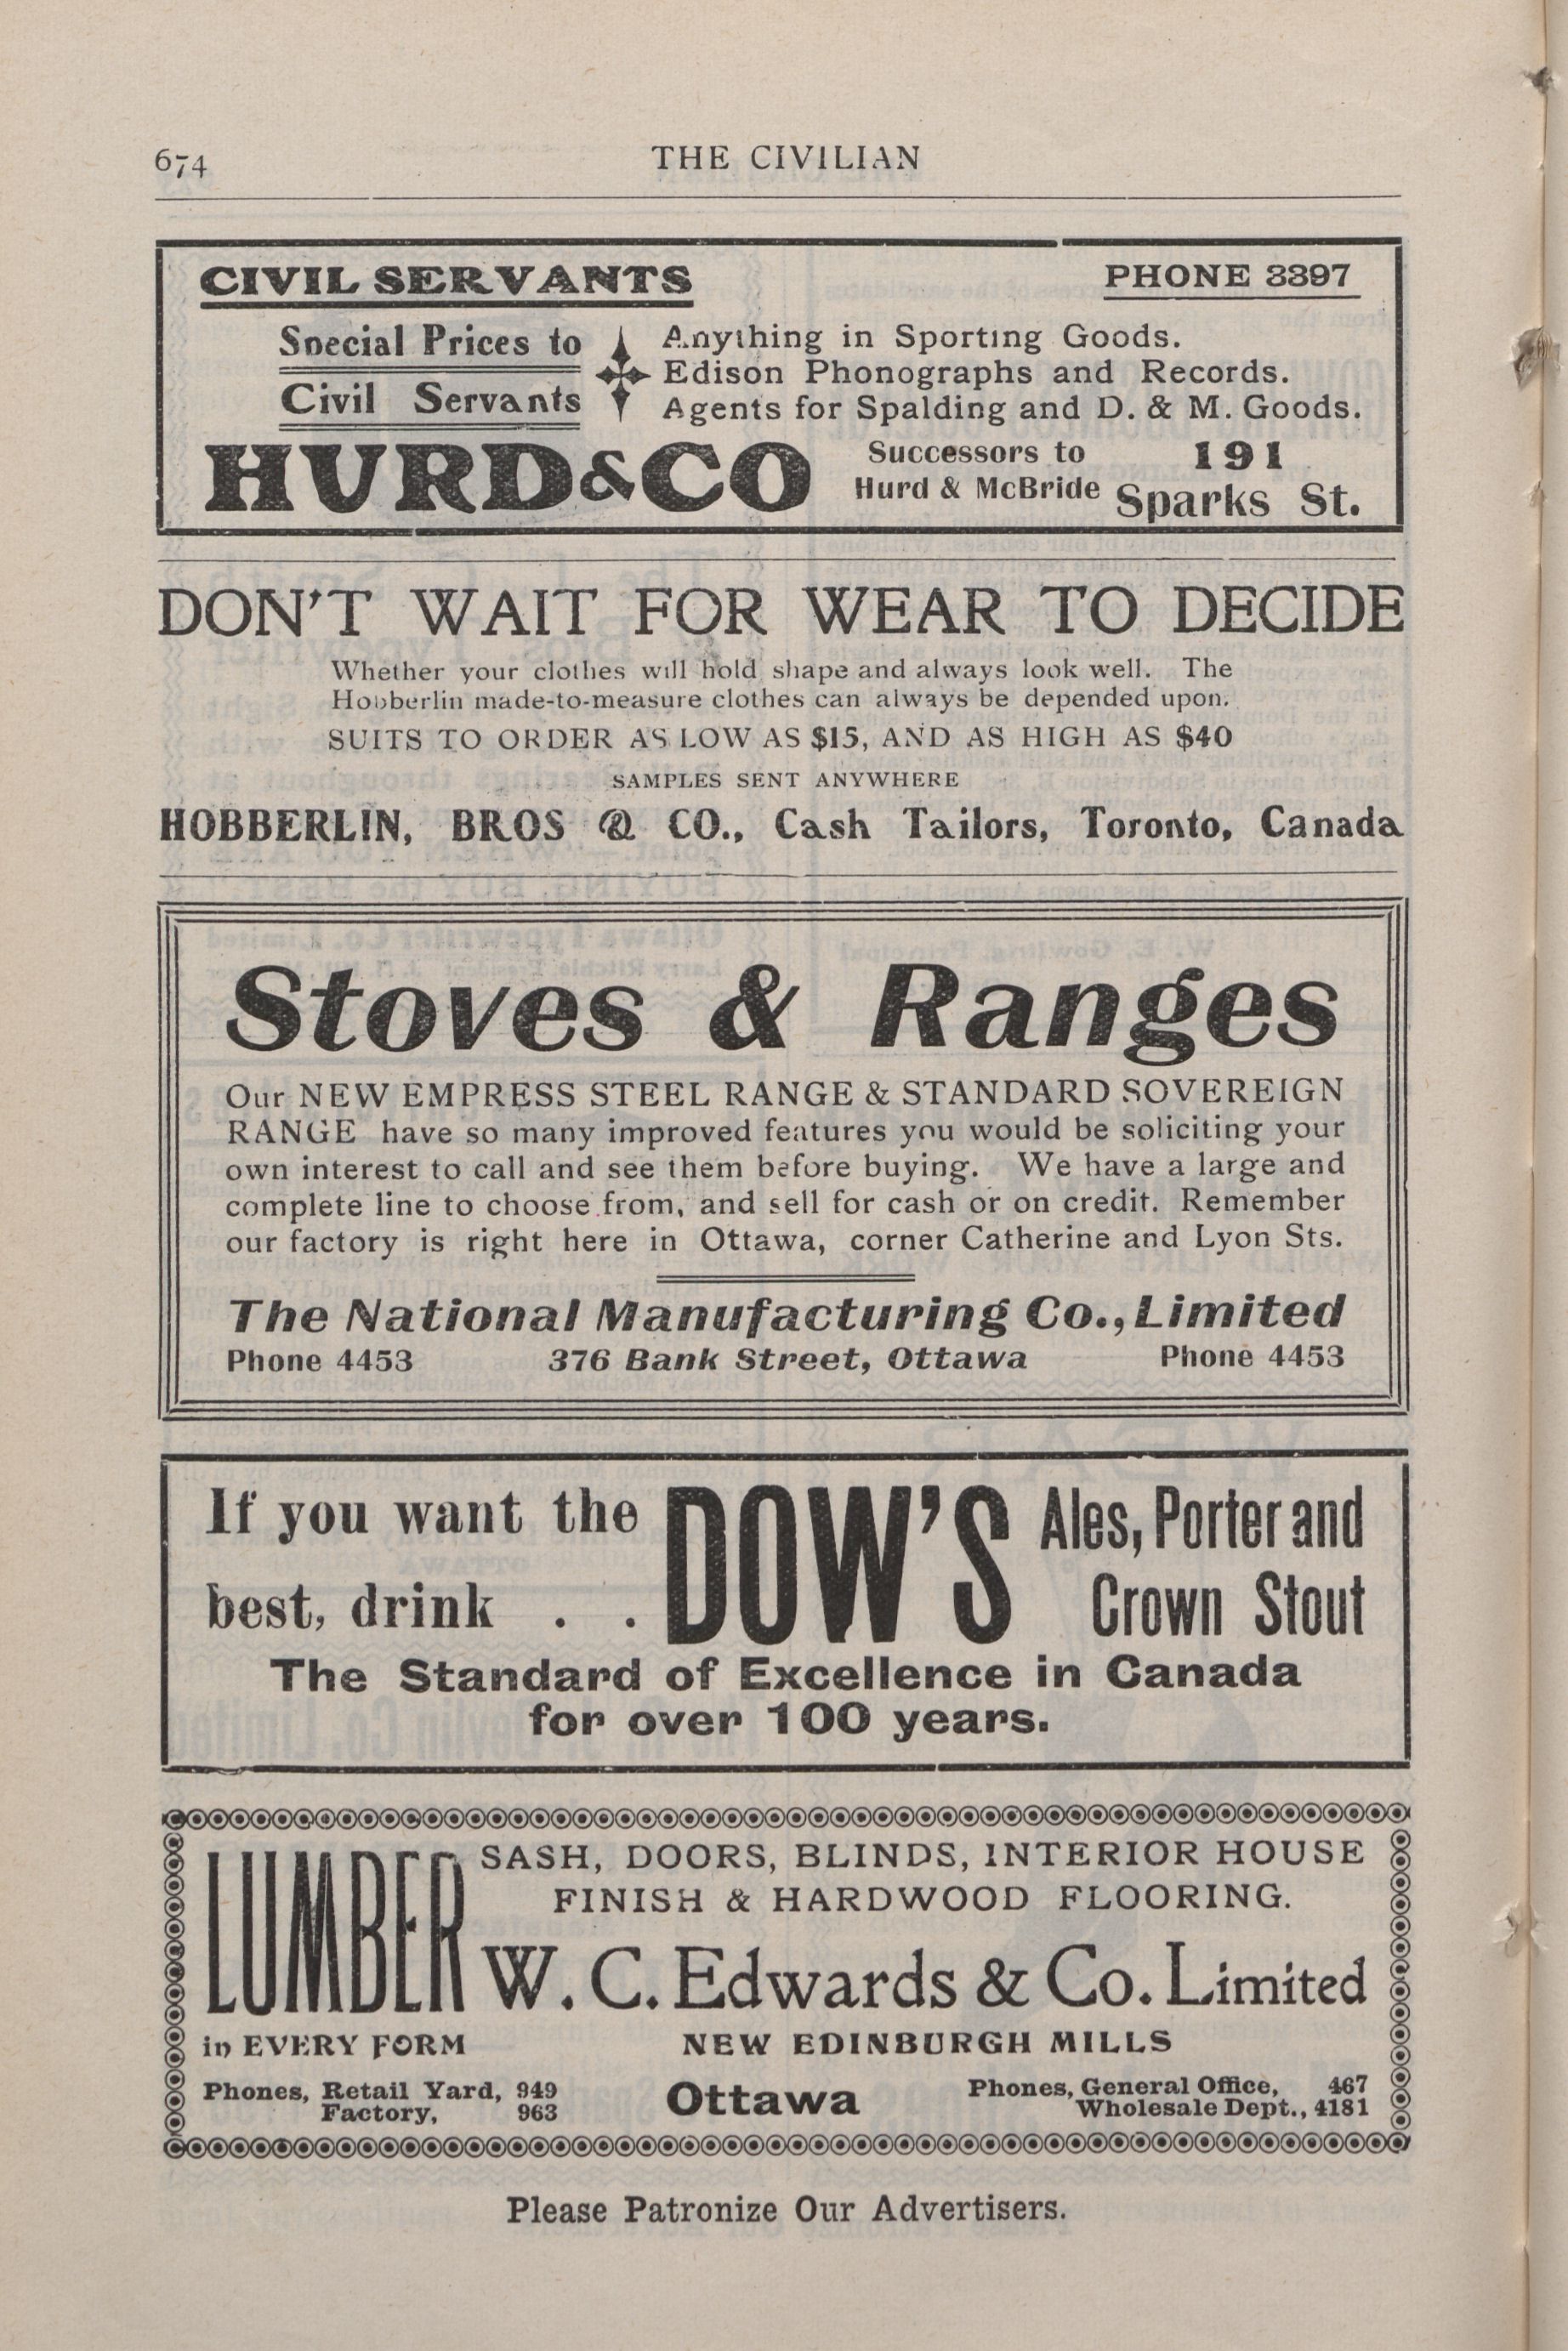 674
THE CIVILIAN
CIVIL SERVANTS
PHONE 3397
Special Prices to
Civil Servants
Anything in Sporting Goods.
Edison Phonographs and Records.
Agents for Spalding and D. & M. Goods.
HURD & CO
Successors to
Hurd & McBride
191
Sparks St.
DON'T WAIT FOR WEAR TO DECIDE
Whether your clothes will hold shape and always look well. The
Hobberlin made-to-measure clothes can always be depended upon.
SUITS TO ORDER AS LOW AS $15, AND AS HIGH AS $40
SAMPLES SENT ANYWHERE
HOBBERLIN, BROS & CO., Cash Tailors, Toronto, Canada
Stoves & Ranges
Our NEW EMPRESS STEEL RANGE & STANDARD SOVEREIGN
RANGE have so many improved features you would be soliciting your
own interest to call and see them before buying. We have a large and
complete line to choose from, and sell for cash or on credit. Remember
our factory is right here in Ottawa, corner Catherine and Lyon Sts.
The National Manufacturing Co., Limited
Phone 4453 376 Bank Street, Ottawa Phone 4453
If you want the
best, drink . .
DOW'S
Ales, Porter and
Crown Stout
The Standard of Excellence in Canada
for over 100 years.
LUMBER
in EVERY FORM
SASH, DOORS, BLINDS, INTERIOR HOUSE
FINISH & HARDWOOD FLOORING.
W. C. Edwards & Co. Limited
NEW EDINBURGH MILLS
Phones, Retail Yard, 949
Factory, 963
Ottawa
Phones, General Office, 467
Wholesale Dept., 4181
Please Patronize Our Advertisers.